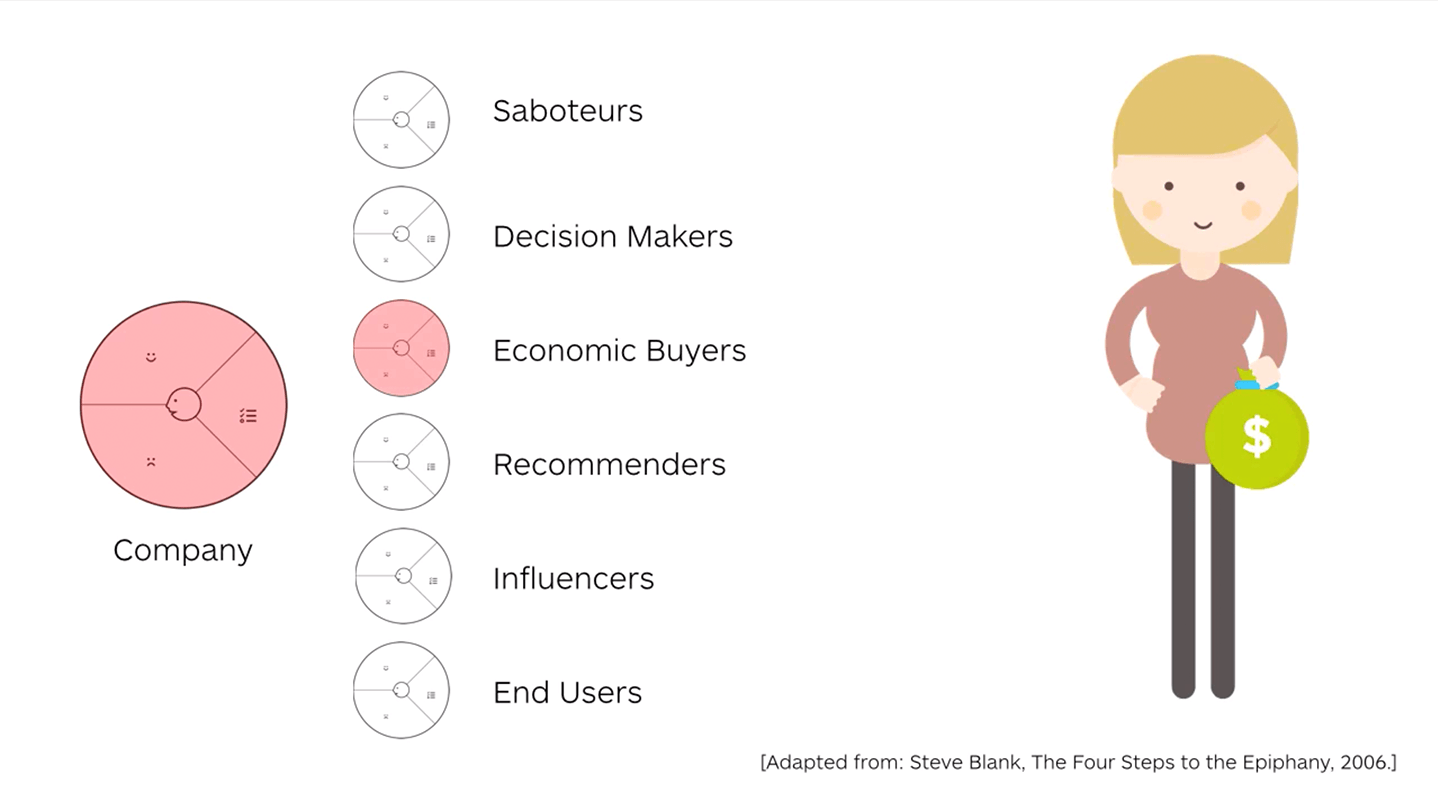 Saboteurs
Decision Makers
Economic Buyers
Recommenders
Influencers
End Users
Company
$
[Adapted from: Steve Blank, The Four Steps to the Epiphany, 2006.]